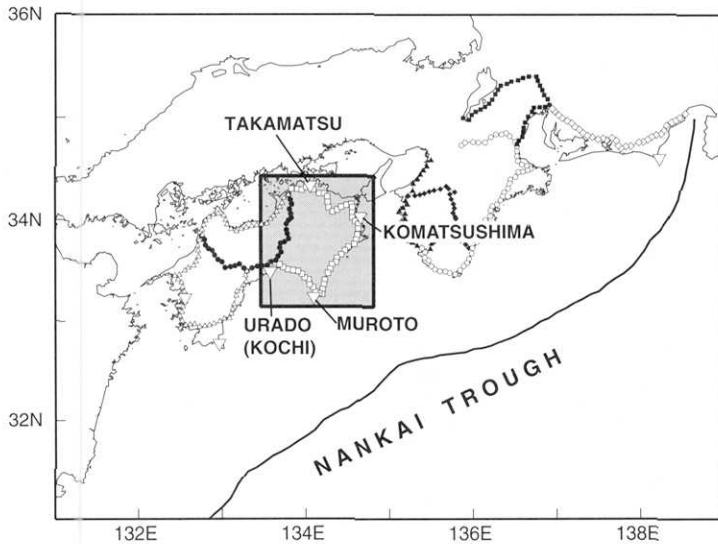 36N
TAKAMATSU
34N
KOMATSUSHIMA
URADO
(KOCHI)
MUROTO
NANKAI TROUGH
32N
132E
134E
136E
138E